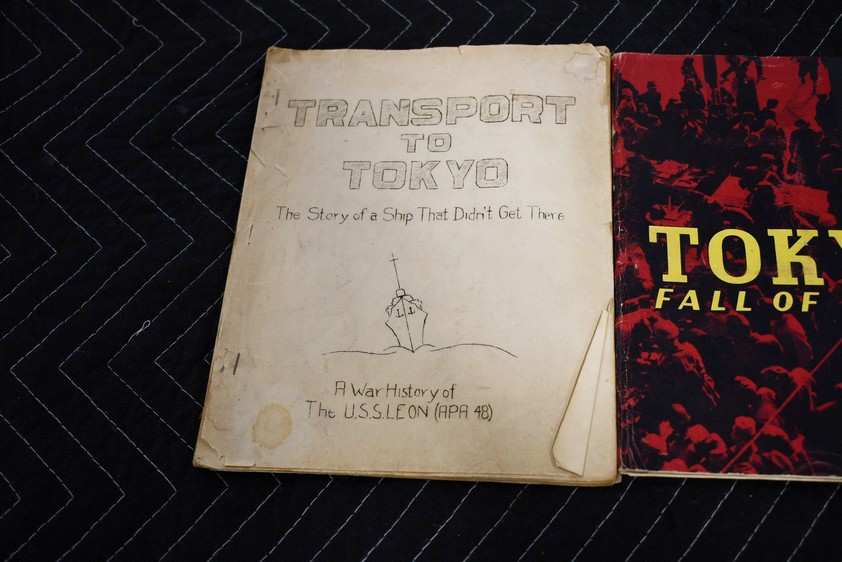 TRANSPORT
TO
TOKYO
The Story of a Ship That Didn't Get There
A War History of
The U.S.S. LEON (APA 48)
FALL OF